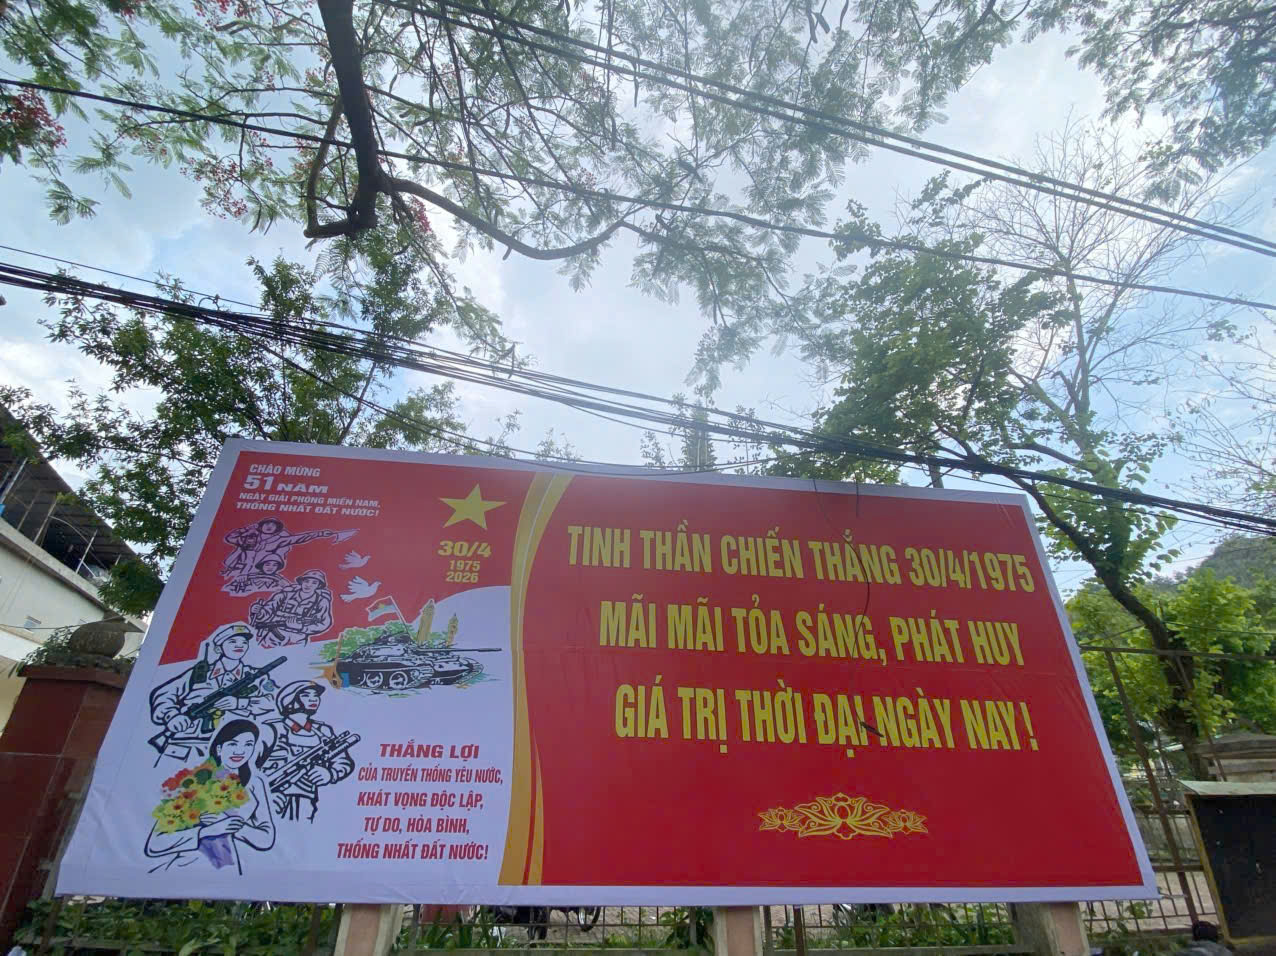 CHÀO MỪNG
51 NĂM
NGÀY GIẢI PHÓNG MIỀN NAM,
THỐNG NHẤT ĐẤT NƯỚC!
30/4
1975
2026
THẮNG LỢI
CỦA TRUYỀN THỐNG YÊU NƯỚC,
KHÁT VỌNG ĐỘC LẬP,
TỰ DO, HÒA BÌNH,
THỐNG NHẤT ĐẤT NƯỚC!
TINH THẦN CHIẾN THẮNG 30/4/1975
MÃI MÃI TỎA SÁNG, PHÁT HUY
GIÁ TRỊ THỜI ĐẠI NGÀY NAY!